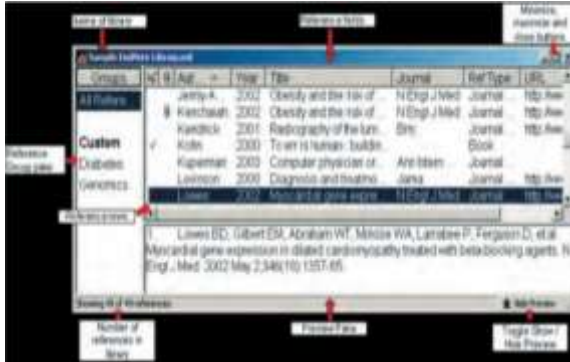 Name of library
Reference fields
Minimize,
maximize and
close buttons
Groups Aut... Year Title Journal Ref Type URL
All Refere...
Jenny A... 2002 Obesity and the risk of ... N Engl J Med Journal ... http://ww
Kenchaiah 2002 Obesity and the risk of ... N Engl J Med Journal ... http://ww
Kendrick 2001 Radiography of the lum... Bmj Journal ... http://ww
Custom
Kohn 2000 To err is human : buildin... Book
Diabetes
Kuperman 2003 Computer physician or... Ann Intern ... Journal ...
Genomics
Levinson 2000 Diagnosis and treatme... Jama Journal ... http://ww
Lowes 2002 Myocardial gene expre... N Engl J Med Journal ... http://ww
Reference
Group pane
1. Lowes BD, Gilbert EM, Abraham WT, Minobe WA, Larrabee P, Ferguson D, et al.
Myocardial gene expression in dilated cardiomyopathy treated with beta-blocking agents. N
Engl J Med 2002 May 2;346(18):1357-65.
Hide Preview
Number of
references in
library
Preview Pane
Toggle Show /
Hide Preview